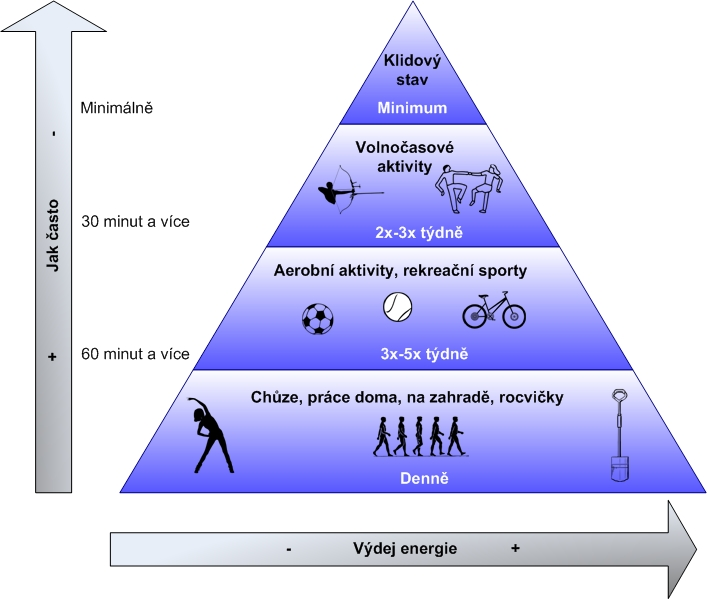 Klidový
stav
Minimálně
Minimum
-
Volnočasové
aktivity
30 minut a více
2x-3x týdně
Jak často
Aerobní aktivity, rekreační sporty
+
60 minut a více
3x-5x týdně
Chůze, práce doma, na zahradě, rocvičky
Denně
- Výdej energie +